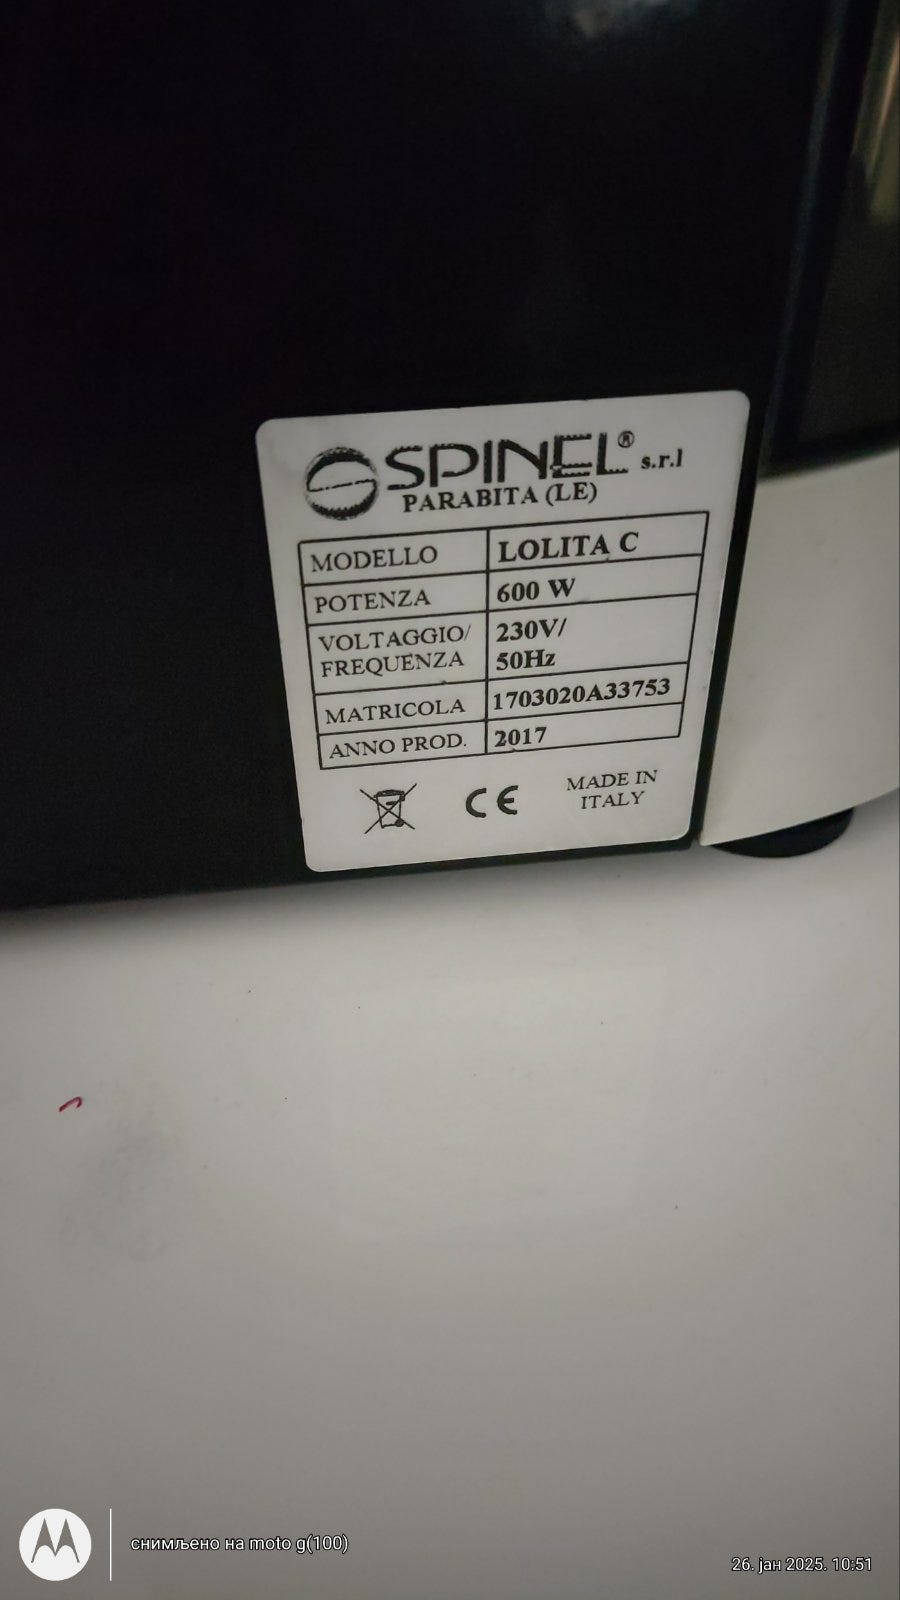 SPINEL® s.r.l
PARABITA (LE)
MODELLO LOLITA C
POTENZA 600 W
VOLTAGGIO/ 230V/
FREQUENZA 50Hz
MATRICOLA 1703020A33753
ANNO PROD. 2017
CE
MADE IN
ITALY
снимљено на moto g(100)
26. јан 2025. 10:51